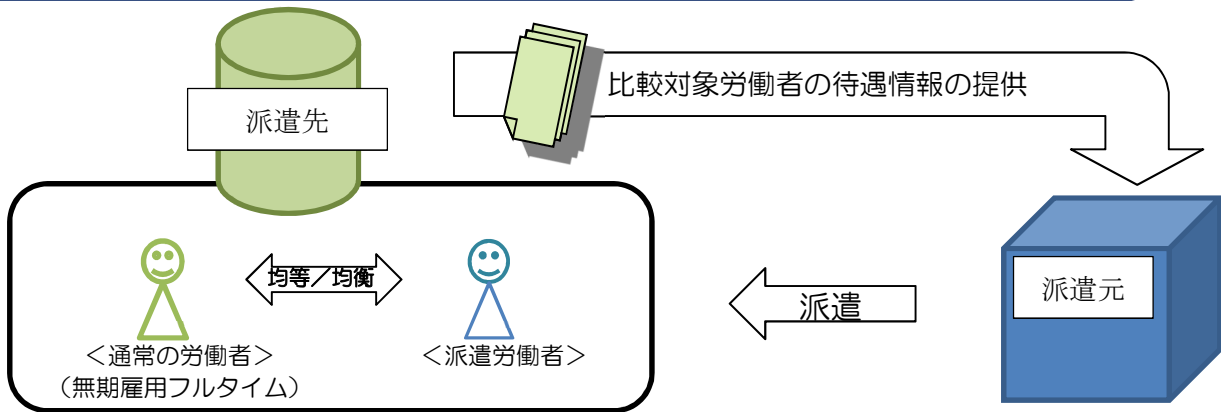 派遣先
比較対象労働者の待遇情報の提供
均等／均衡
派遣
派遣元
＜通常の労働者＞
（無期雇用フルタイム）
＜派遣労働者＞